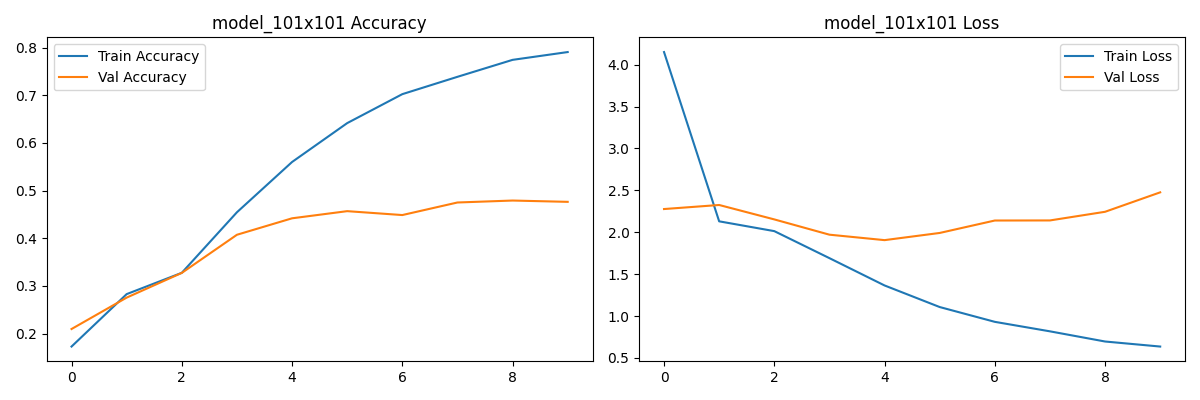 model_101x101 Accuracy
Train Accuracy
Val Accuracy
0.8
0.7
0.6
0.5
0.4
0.3
0.2
0 2 4 6 8
model_101x101 Loss
Train Loss
Val Loss
4.0
3.5
3.0
2.5
2.0
1.5
1.0
0.5
0 2 4 6 8